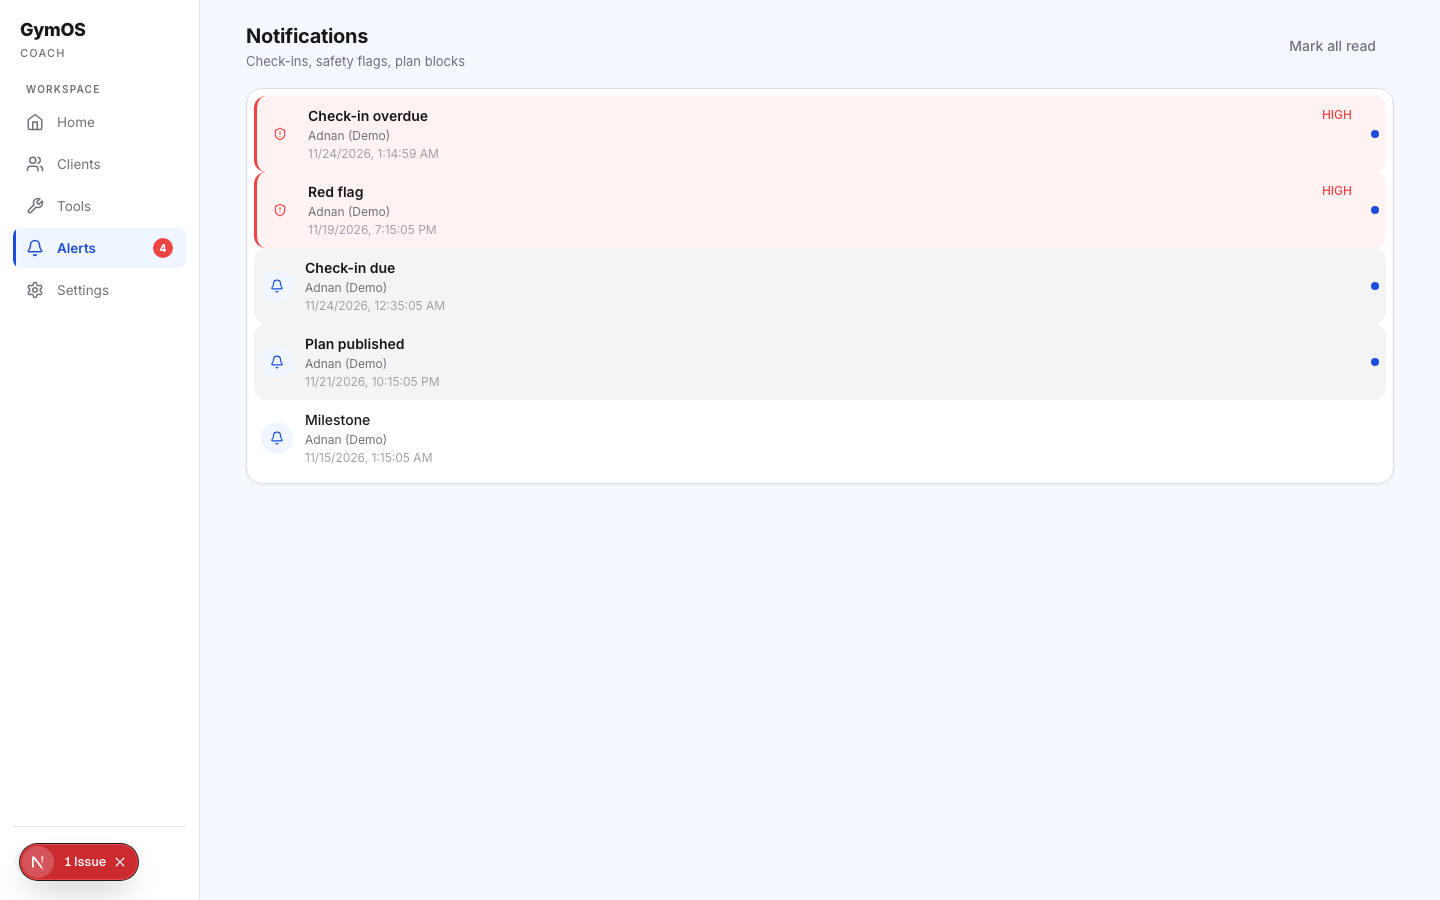 GymOS
COACH
WORKSPACE
Home
Clients
Tools
Alerts
4
Settings
1 Issue
Notifications
Check-ins, safety flags, plan blocks
Mark all read
Check-in overdue
HIGH
Adnan (Demo)
11/24/2026, 1:14:59 AM
Red flag
HIGH
Adnan (Demo)
11/19/2026, 7:15:05 PM
Check-in due
Adnan (Demo)
11/24/2026, 12:35:05 AM
Plan published
Adnan (Demo)
11/21/2026, 10:15:05 PM
Milestone
Adnan (Demo)
11/15/2026, 1:15:05 AM